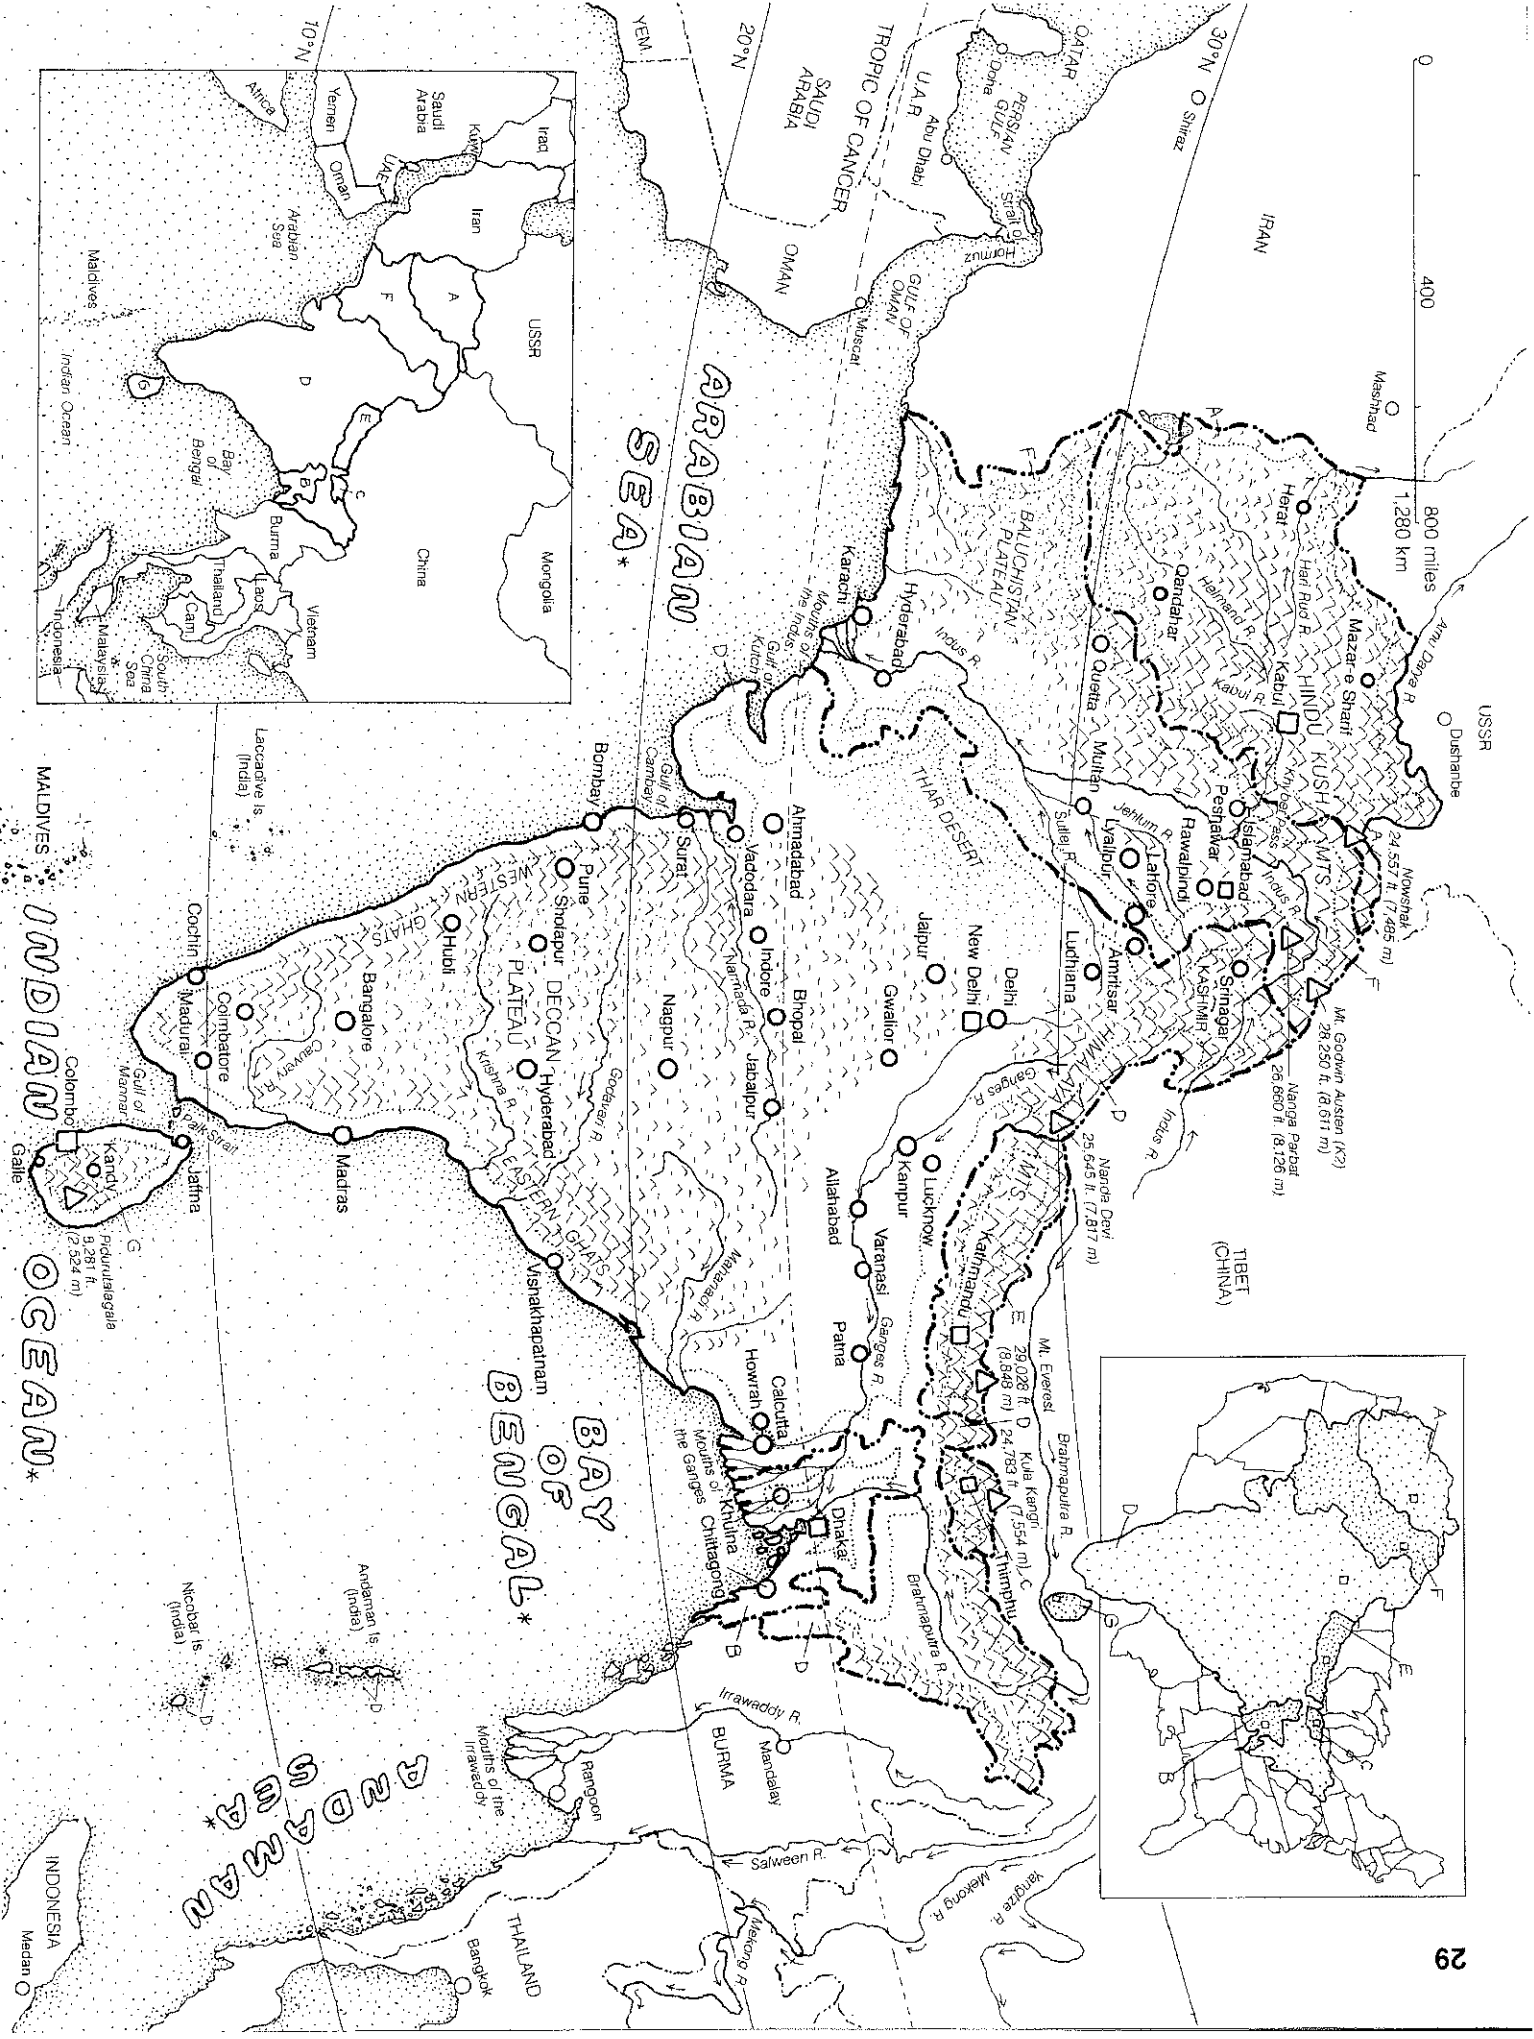 29
0
400
800 miles
1,280 km
30°N
20°N
10°N
TROPIC OF CANCER
QATAR
Doha
PERSIAN
GULF
Strait of
Hormuz
Shiraz
IRAN
Mashhad
U.A.R
Abu Dhabi
SAUDI
ARABIA
YEM.
OMAN
GULF OF
OMAN
Muscat
USSR
Dushanbe
Amu Darya R.
A
Herat
Hari Rud R.
Mazar-e Sharif
HINDU KUSH MTS.
Kabul
Kabul R.
Helmand R.
Qandahar
Khyber Pass
Nowshak
24,557 ft. (7,485 m)
A
F
Mt. Godwin Austen (K2)
28,250 ft. (8,611 m)
Nanga Parbat
26,660 ft. (8,126 m)
F
BALUCHISTAN
PLATEAU
Quetta
Karachi
Hyderabad
Indus R.
Mouths of
the Indus
Multan
Lyallpur
Lahore
Jehlum R.
Sutlej R.
Rawalpindi
Peshawar
Islamabad
Indus R.
Srinagar
KASHMIR
Amritsar
Ludhiana
HIMALAYA MTS.
D
Indus R.
Nanda Devi
25,645 ft. (7,817 m)
TIBET
(CHINA)
THAR DESERT
Delhi
New Delhi
Jaipur
Gwalior
Ganges R.
Kanpur
Lucknow
Allahabad
Varanasi
Patna
Ganges R.
Kathmandu
E
Mt. Everest
29,028 ft.
(8,848 m)
D
Kula Kangri
24,783 ft. (7,554 m)
C
Thimphu
Brahmaputra R.
Brahmaputra R.
D
Gulf of
Kutch
Gulf of
Cambay
Ahmadabad
Vadodara
Surat
Indore
Bhopal
Jabalpur
Narmada R.
Nagpur
Bombay
Pune
Sholapur
DECCAN
PLATEAU
Hyderabad
Godavari R.
Krishna R.
Hubli
WESTERN
GHATS
EASTERN GHATS
Mahanadi R.
Vishakhapatnam
Howrah
Calcutta
Mouths of
the Ganges
Khulna
Chittagong
Dhaka
B
D
Bangalore
Madras
Cauvery R.
Coimbatore
Cochin
Madurai
Gulf of
Mannar
Palk Strait
Jaffna
Colombo
Kandy
Galle
G
Pidurutalagala
8,281 ft.
(2,524 m)
Laccadive Is.
(India)
MALDIVES
ARABIAN
SEA*
INDIAN OCEAN*
BAY
OF
BENGAL*
ANDAMAN
SEA*
Andaman Is.
(India)
D
Nicobar Is.
(India)
D
BURMA
Irrawaddy R.
Mandalay
Rangoon
Mouths of the
Irrawaddy
Salween R.
Mekong R.
Yangtze R.
Mekong R.
THAILAND
Bangkok
INDONESIA
Medan
Iraq
Kuw.
Saudi
Arabia
Yemen
Oman
UAE
Africa
Iran
USSR
Mongolia
China
A
F
D
E
C
B
G
Arabian
Sea
Maldives
Indian Ocean
Bay
of
Bengal
Burma
Laos
Thailand
Cam.
Vietnam
South
China
Sea
Malaysia
Indonesia
A
F
D
E
C
B
G